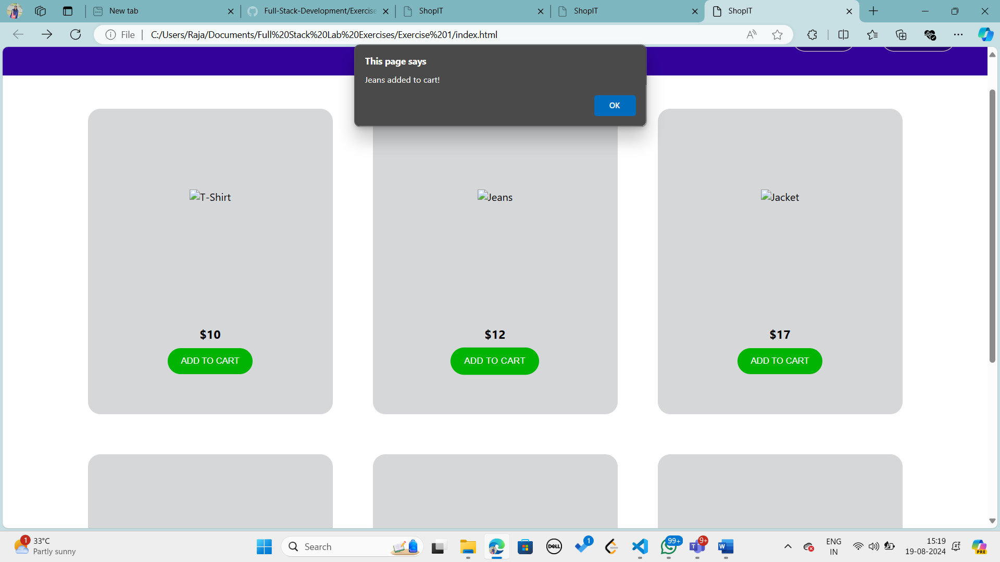 New tab
Full-Stack-Development/Exercise
ShopIT
ShopIT
ShopIT
File
C:/Users/Raja/Documents/Full%20Stack%20Lab%20Exercises/Exercise%201/index.html
This page says
Jeans added to cart!
OK
T-Shirt
Jeans
Jacket
$10
$12
$17
ADD TO CART
ADD TO CART
ADD TO CART
1
33°C
Partly sunny
Search
DELL
1
99+
9+
W
ENG
IN
15:19
19-08-2024
PRE